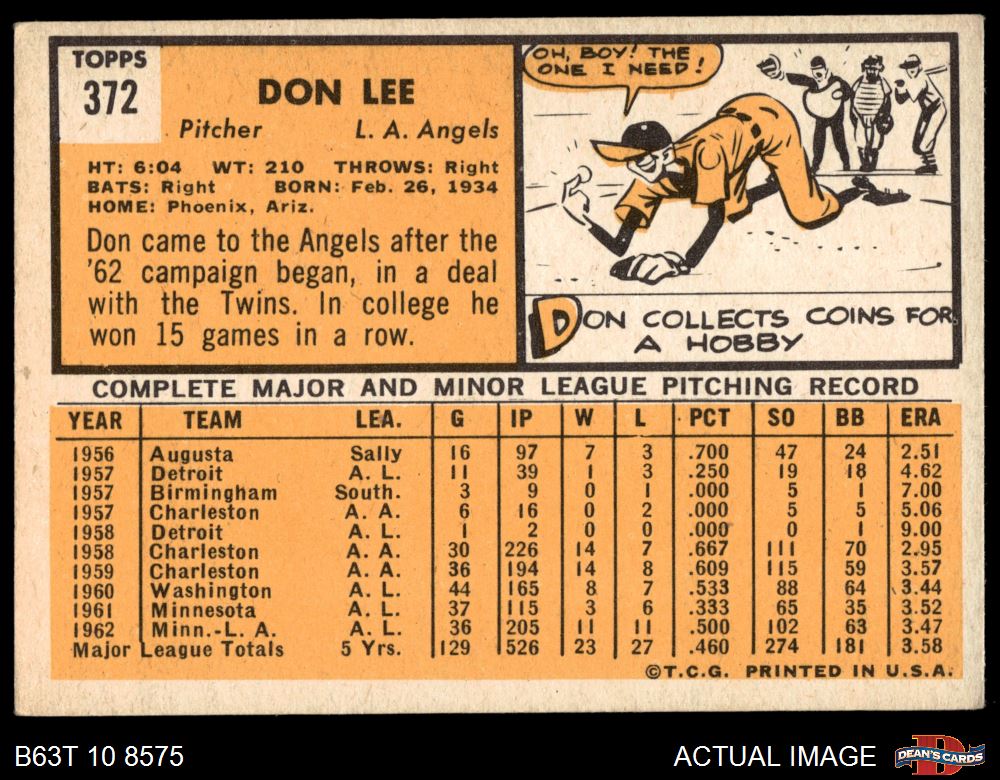 TOPPS
372
DON LEE
Pitcher L. A. Angels
HT: 6:04 WT: 210 THROWS: Right
BATS: Right BORN: Feb. 26, 1934
HOME: Phoenix, Ariz.
Don came to the Angels after the
'62 campaign began, in a deal
with the Twins. In college he
won 15 games in a row.
OH, BOY! THE
ONE I NEED!
DON COLLECTS COINS FOR
A HOBBY
COMPLETE MAJOR AND MINOR LEAGUE PITCHING RECORD
YEAR TEAM LEA. G IP W L PCT SO BB ERA
1956 Augusta Sally 16 97 7 3 .700 47 24 2.51
1957 Detroit A. L. 11 39 1 3 .250 19 18 4.62
1957 Birmingham South. 3 9 0 1 .000 5 1 7.00
1957 Charleston A. A. 6 16 0 2 .000 5 5 5.06
1958 Detroit A. L. 1 2 0 0 .000 0 1 9.00
1958 Charleston A. A. 30 226 14 7 .667 111 70 2.95
1959 Charleston A. A. 36 194 14 8 .609 115 59 3.57
1960 Washington A. L. 44 165 8 7 .533 88 64 3.44
1961 Minnesota A. L. 37 115 3 6 .333 65 35 3.52
1962 Minn.-L. A. A. L. 36 205 11 11 .500 102 63 3.47
Major League Totals 5 Yrs. 129 526 23 27 .460 274 181 3.58
©T.C.G. PRINTED IN U.S.A.
B63T 10 8575 ACTUAL IMAGE DEAN'S CARDS